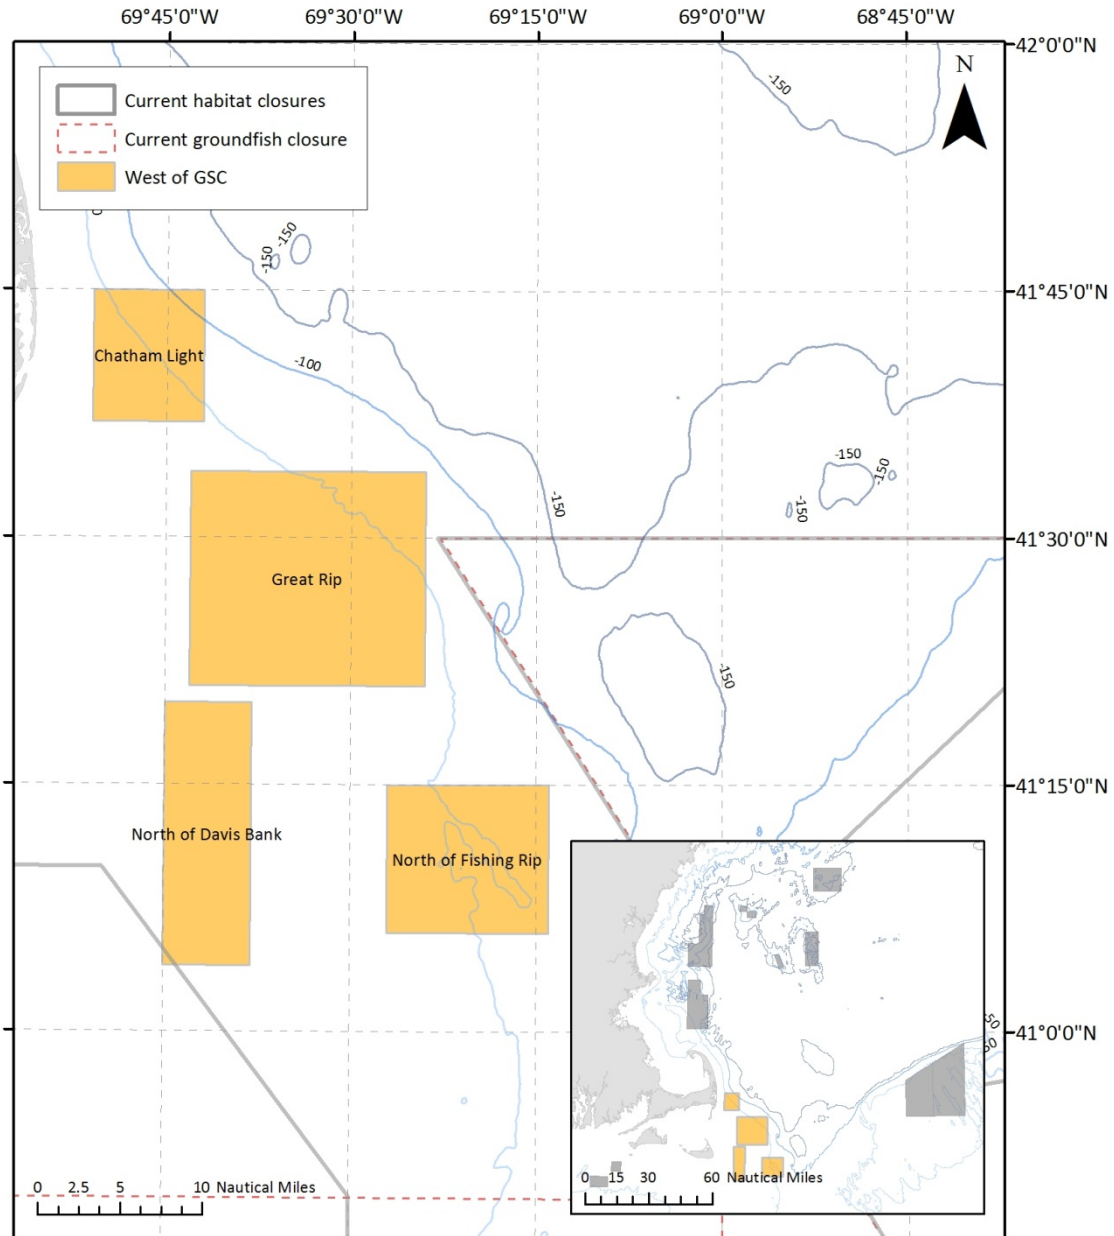 69°45'0"W 69°30'0"W 69°15'0"W 69°0'0"W 68°45'0"W
42°0'0"N
N
Current habitat closures
Current groundfish closure
West of GSC
-150
0
-150
-150
41°45'0"N
Chatham Light
-100
-150
-150
-150
-150
41°30'0"N
Great Rip
-150
41°15'0"N
North of Davis Bank
North of Fishing Rip
41°0'0"N
50
50
0 2.5 5 10 Nautical Miles
0 15 30 60
Nautical Miles